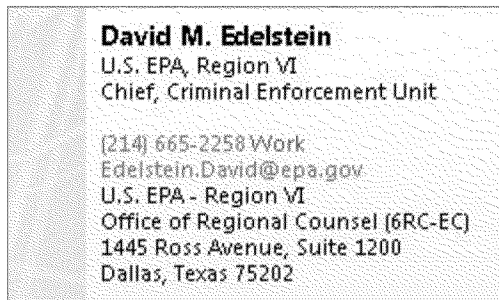 David M. Edelstein
U.S. EPA, Region VI
Chief, Criminal Enforcement Unit
(214) 665-2258 Work
Edelstein.David@epa.gov
U.S. EPA - Region VI
Office of Regional Counsel (6RC-EC)
1445 Ross Avenue, Suite 1200
Dallas, Texas 75202